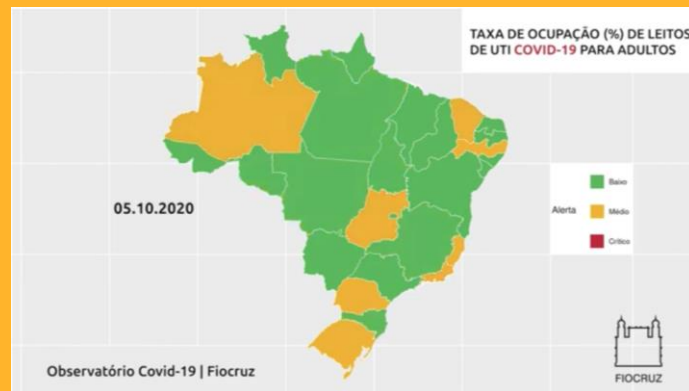 TAXA DE OCUPAÇÃO (%) DE LEITOS
DE UTI COVID-19 PARA ADULTOS
05.10.2020
Alerta
Baixo
Médio
Crítico
Observatório Covid-19 | Fiocruz
FIOCRUZ